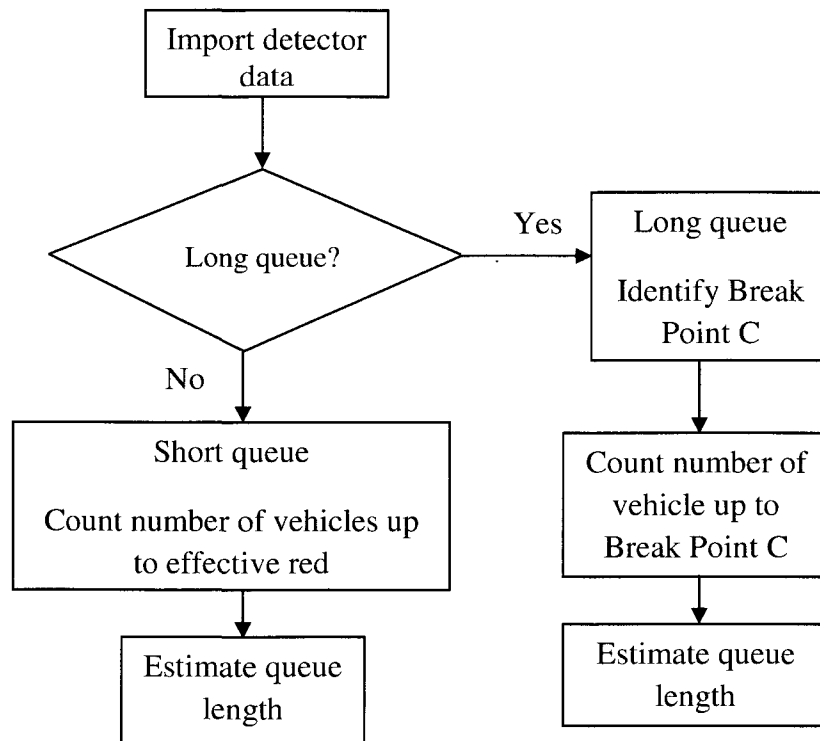 Import detector
data
Long queue?
Yes
Long queue
Identify Break
Point C
No
Short queue
Count number of vehicles up
to effective red
Count number of
vehicle up to
Break Point C
Estimate queue
length
Estimate queue
length